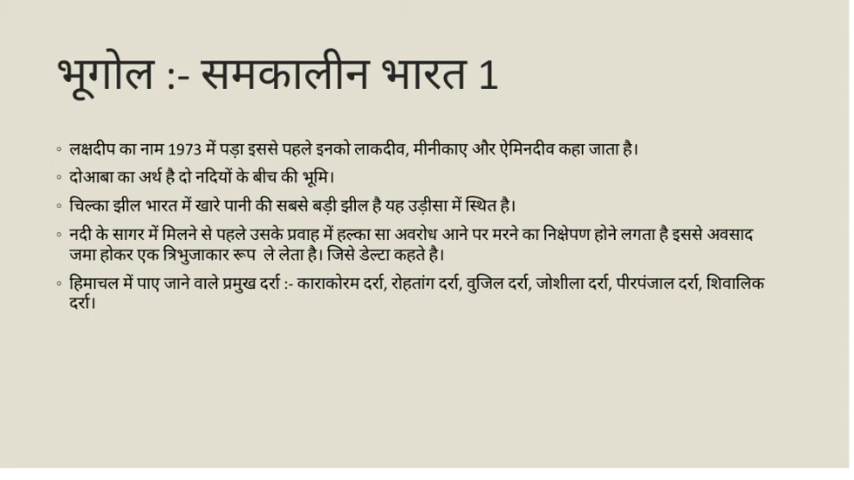 भूगोल :- समकालीन भारत 1
◦ लक्षदीप का नाम 1973 में पड़ा इससे पहले इनको लाकदीव, मीनीकाए और ऐमिनदीव कहा जाता है।
◦ दोआबा का अर्थ है दो नदियों के बीच की भूमि।
◦ चिल्का झील भारत में खारे पानी की सबसे बड़ी झील है यह उड़ीसा में स्थित है।
◦ नदी के सागर में मिलने से पहले उसके प्रवाह में हल्का सा अवरोध आने पर मरने का निक्षेपण होने लगता है इससे अवसाद
जमा होकर एक त्रिभुजाकार रूप ले लेता है। जिसे डेल्टा कहते है।
◦ हिमाचल में पाए जाने वाले प्रमुख दर्रा :- काराकोरम दर्रा, रोहतांग दर्रा, वुजिल दर्रा, जोशीला दर्रा, पीरपंजाल दर्रा, शिवालिक
दर्रा।